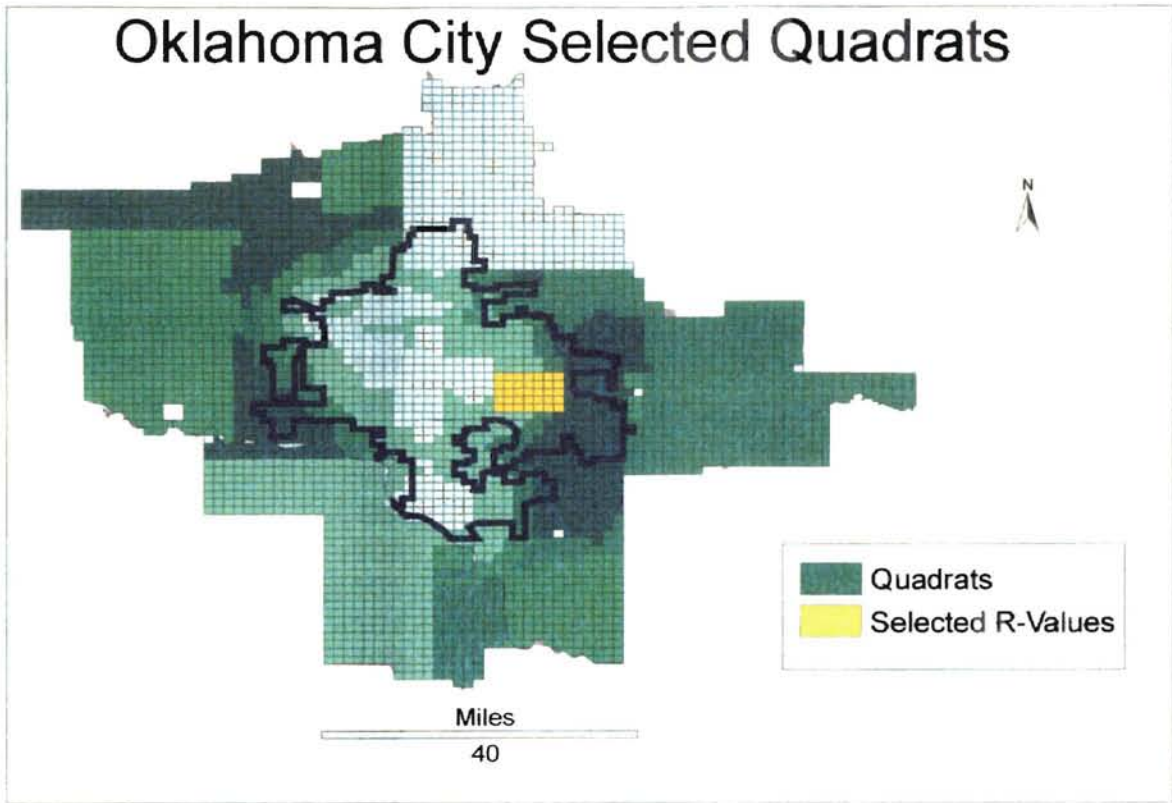 Oklahoma City Selected Quadrats
N
Quadrats
Selected R-Values
Miles
40